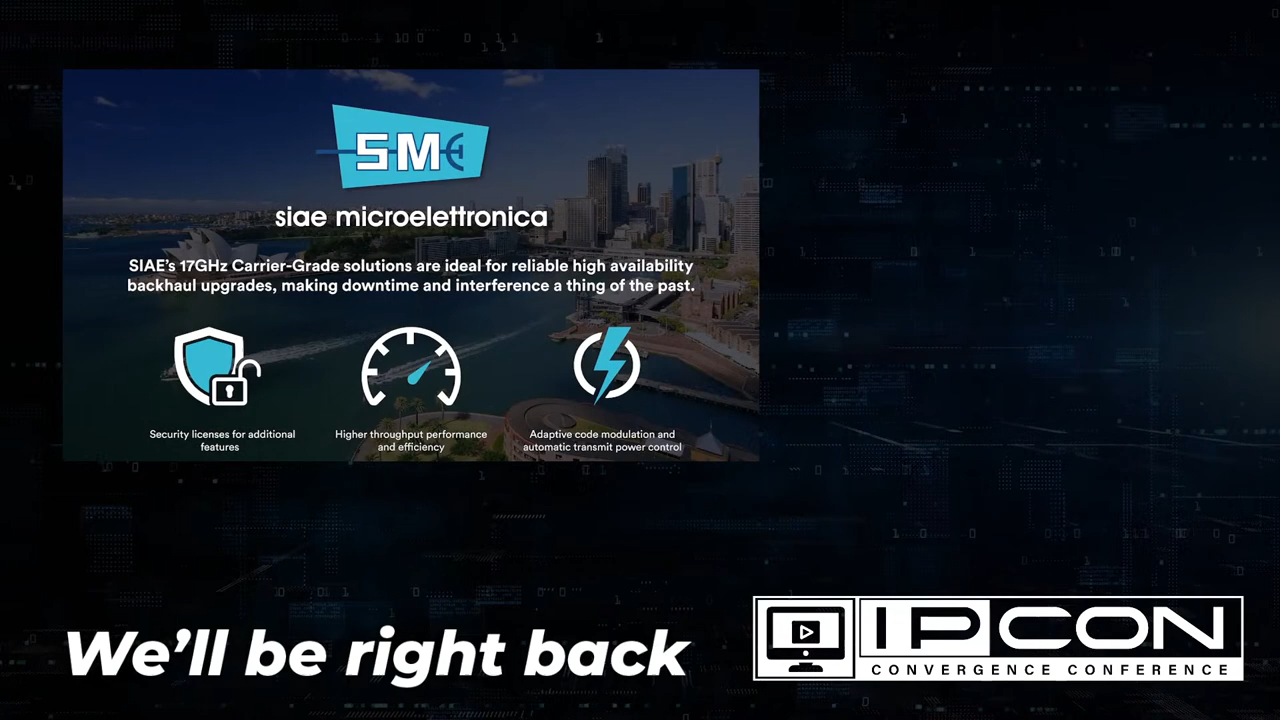 SM
siae microelettronica
SIAE's 17GHz Carrier-Grade solutions are ideal for reliable high availability
backhaul upgrades, making downtime and interference a thing of the past.
Security licenses for additional
features
Higher throughput performance
and efficiency
Adaptive code modulation and
automatic transmit power control
We'll be right back
IPCON
CONVERGENCE CONFERENCE